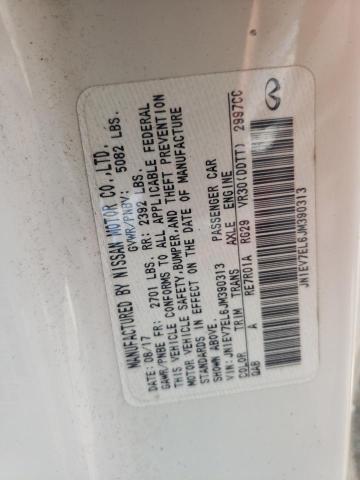 MANUFACTURED BY NISSAN MOTOR CO.,LTD.
DATE: 08/17 GVWR/PNBV: 5082 LBS.
GAWR/PNBE FR: 2701 LBS. RR: 2392 LBS.
THIS VEHICLE CONFORMS TO ALL APPLICABLE FEDERAL
MOTOR VEHICLE SAFETY,BUMPER,AND THEFT PREVENTION
STANDARDS IN EFFECT ON THE DATE OF MANUFACTURE
SHOWN ABOVE.
VIN: JN1EV7EL6JM390313 PASSENGER CAR
COLOR TRIM TRANS AXLE ENGINE
QAB A RE7R01A RG29 VR30(DDTT) 2997CC
JN1EV7EL6JM390313